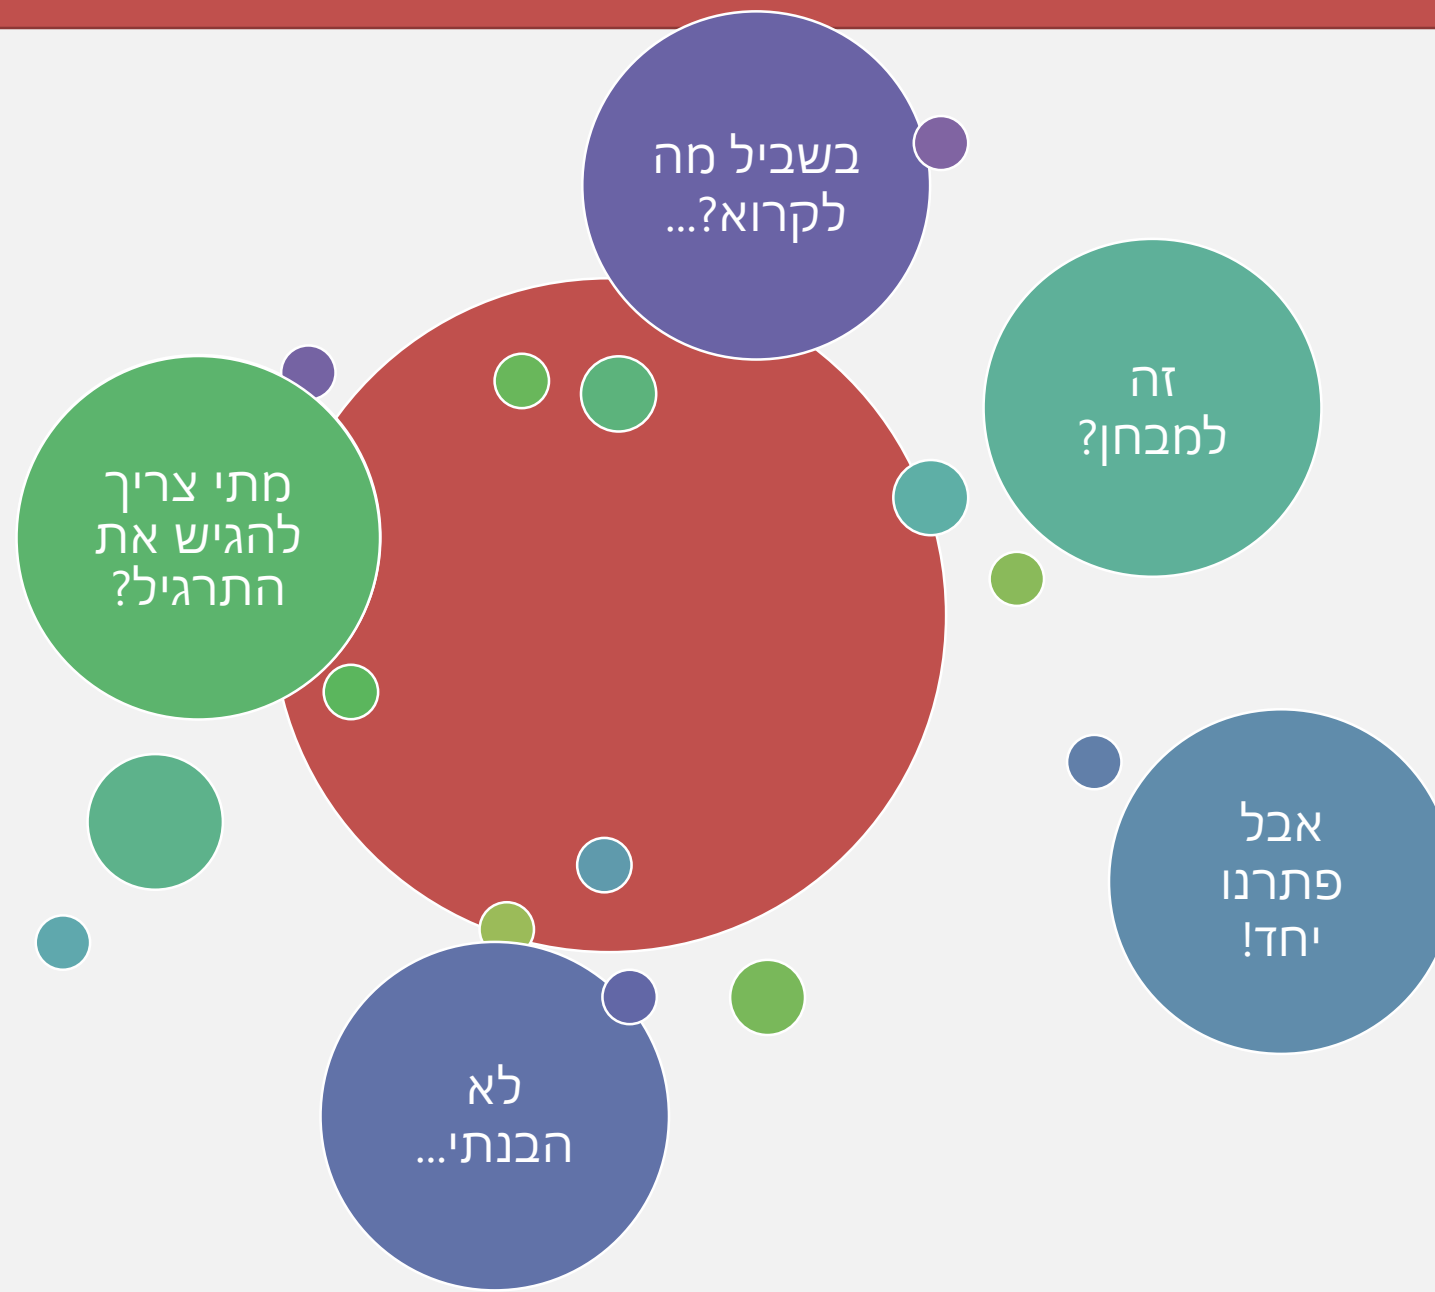 בשביל מה
לקרוא?...
זה
למבחן?
מתי צריך
להגיש את
התרגיל?
אבל
פתרנו
יחד!
לא
הבנתי...